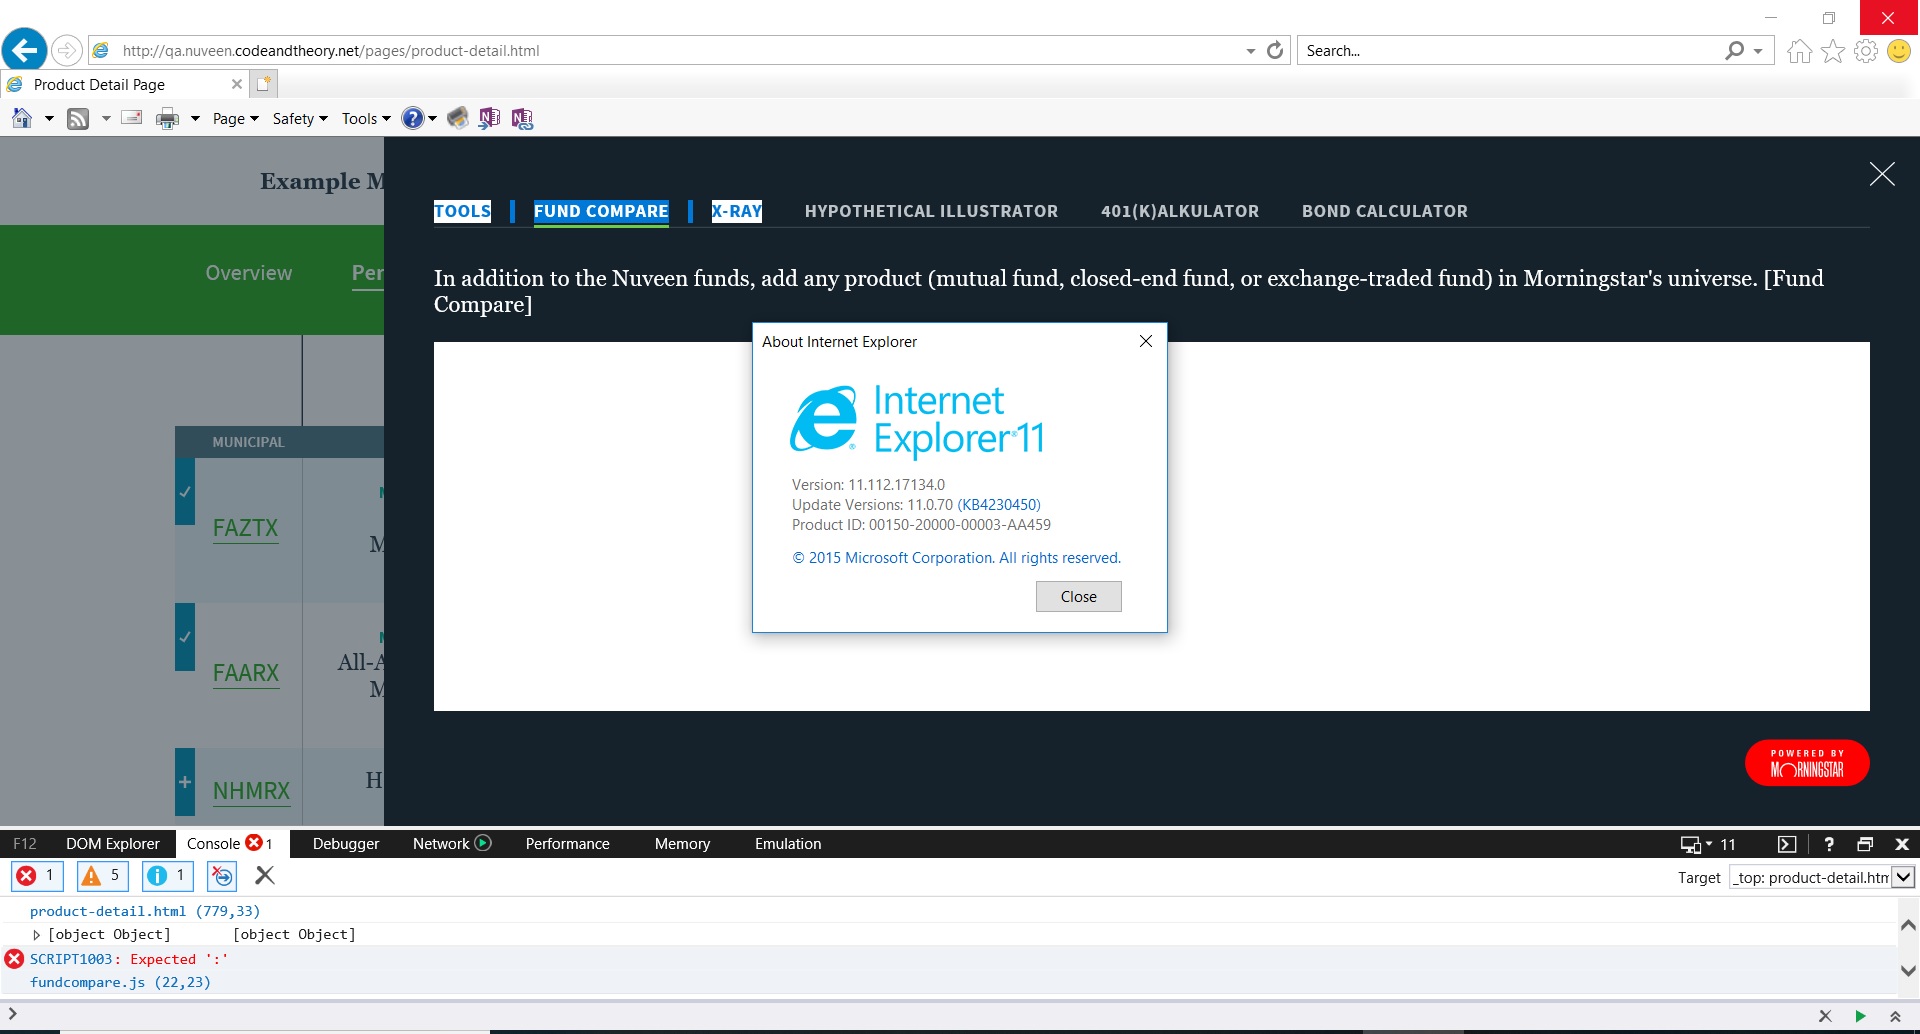 http://qa.nuveen.codeandtheory.net/pages/product-detail.html
Search...
Product Detail Page
Page
Safety
Tools
Example M
TOOLS
FUND COMPARE
X-RAY
HYPOTHETICAL ILLUSTRATOR
401(K)ALKULATOR
BOND CALCULATOR
Overview
Per
In addition to the Nuveen funds, add any product (mutual fund, closed-end fund, or exchange-traded fund) in Morningstar's universe. [Fund
Compare]
About Internet Explorer
Internet
Explorer 11
Version: 11.112.17134.0
Update Versions: 11.0.70 (KB4230450)
Product ID: 00150-20000-00003-AA459
© 2015 Microsoft Corporation. All rights reserved.
Close
MUNICIPAL
FAZTX
M
FAARX
All-A
M
NHMRX
H
POWERED BY
MORNINGSTAR
F12
DOM Explorer
Console 1
Debugger
Network
Performance
Memory
Emulation
11
?
1
5
1
Target
_top: product-detail.htm
product-detail.html (779,33)
[object Object] [object Object]
SCRIPT1003: Expected ':'
fundcompare.js (22,23)